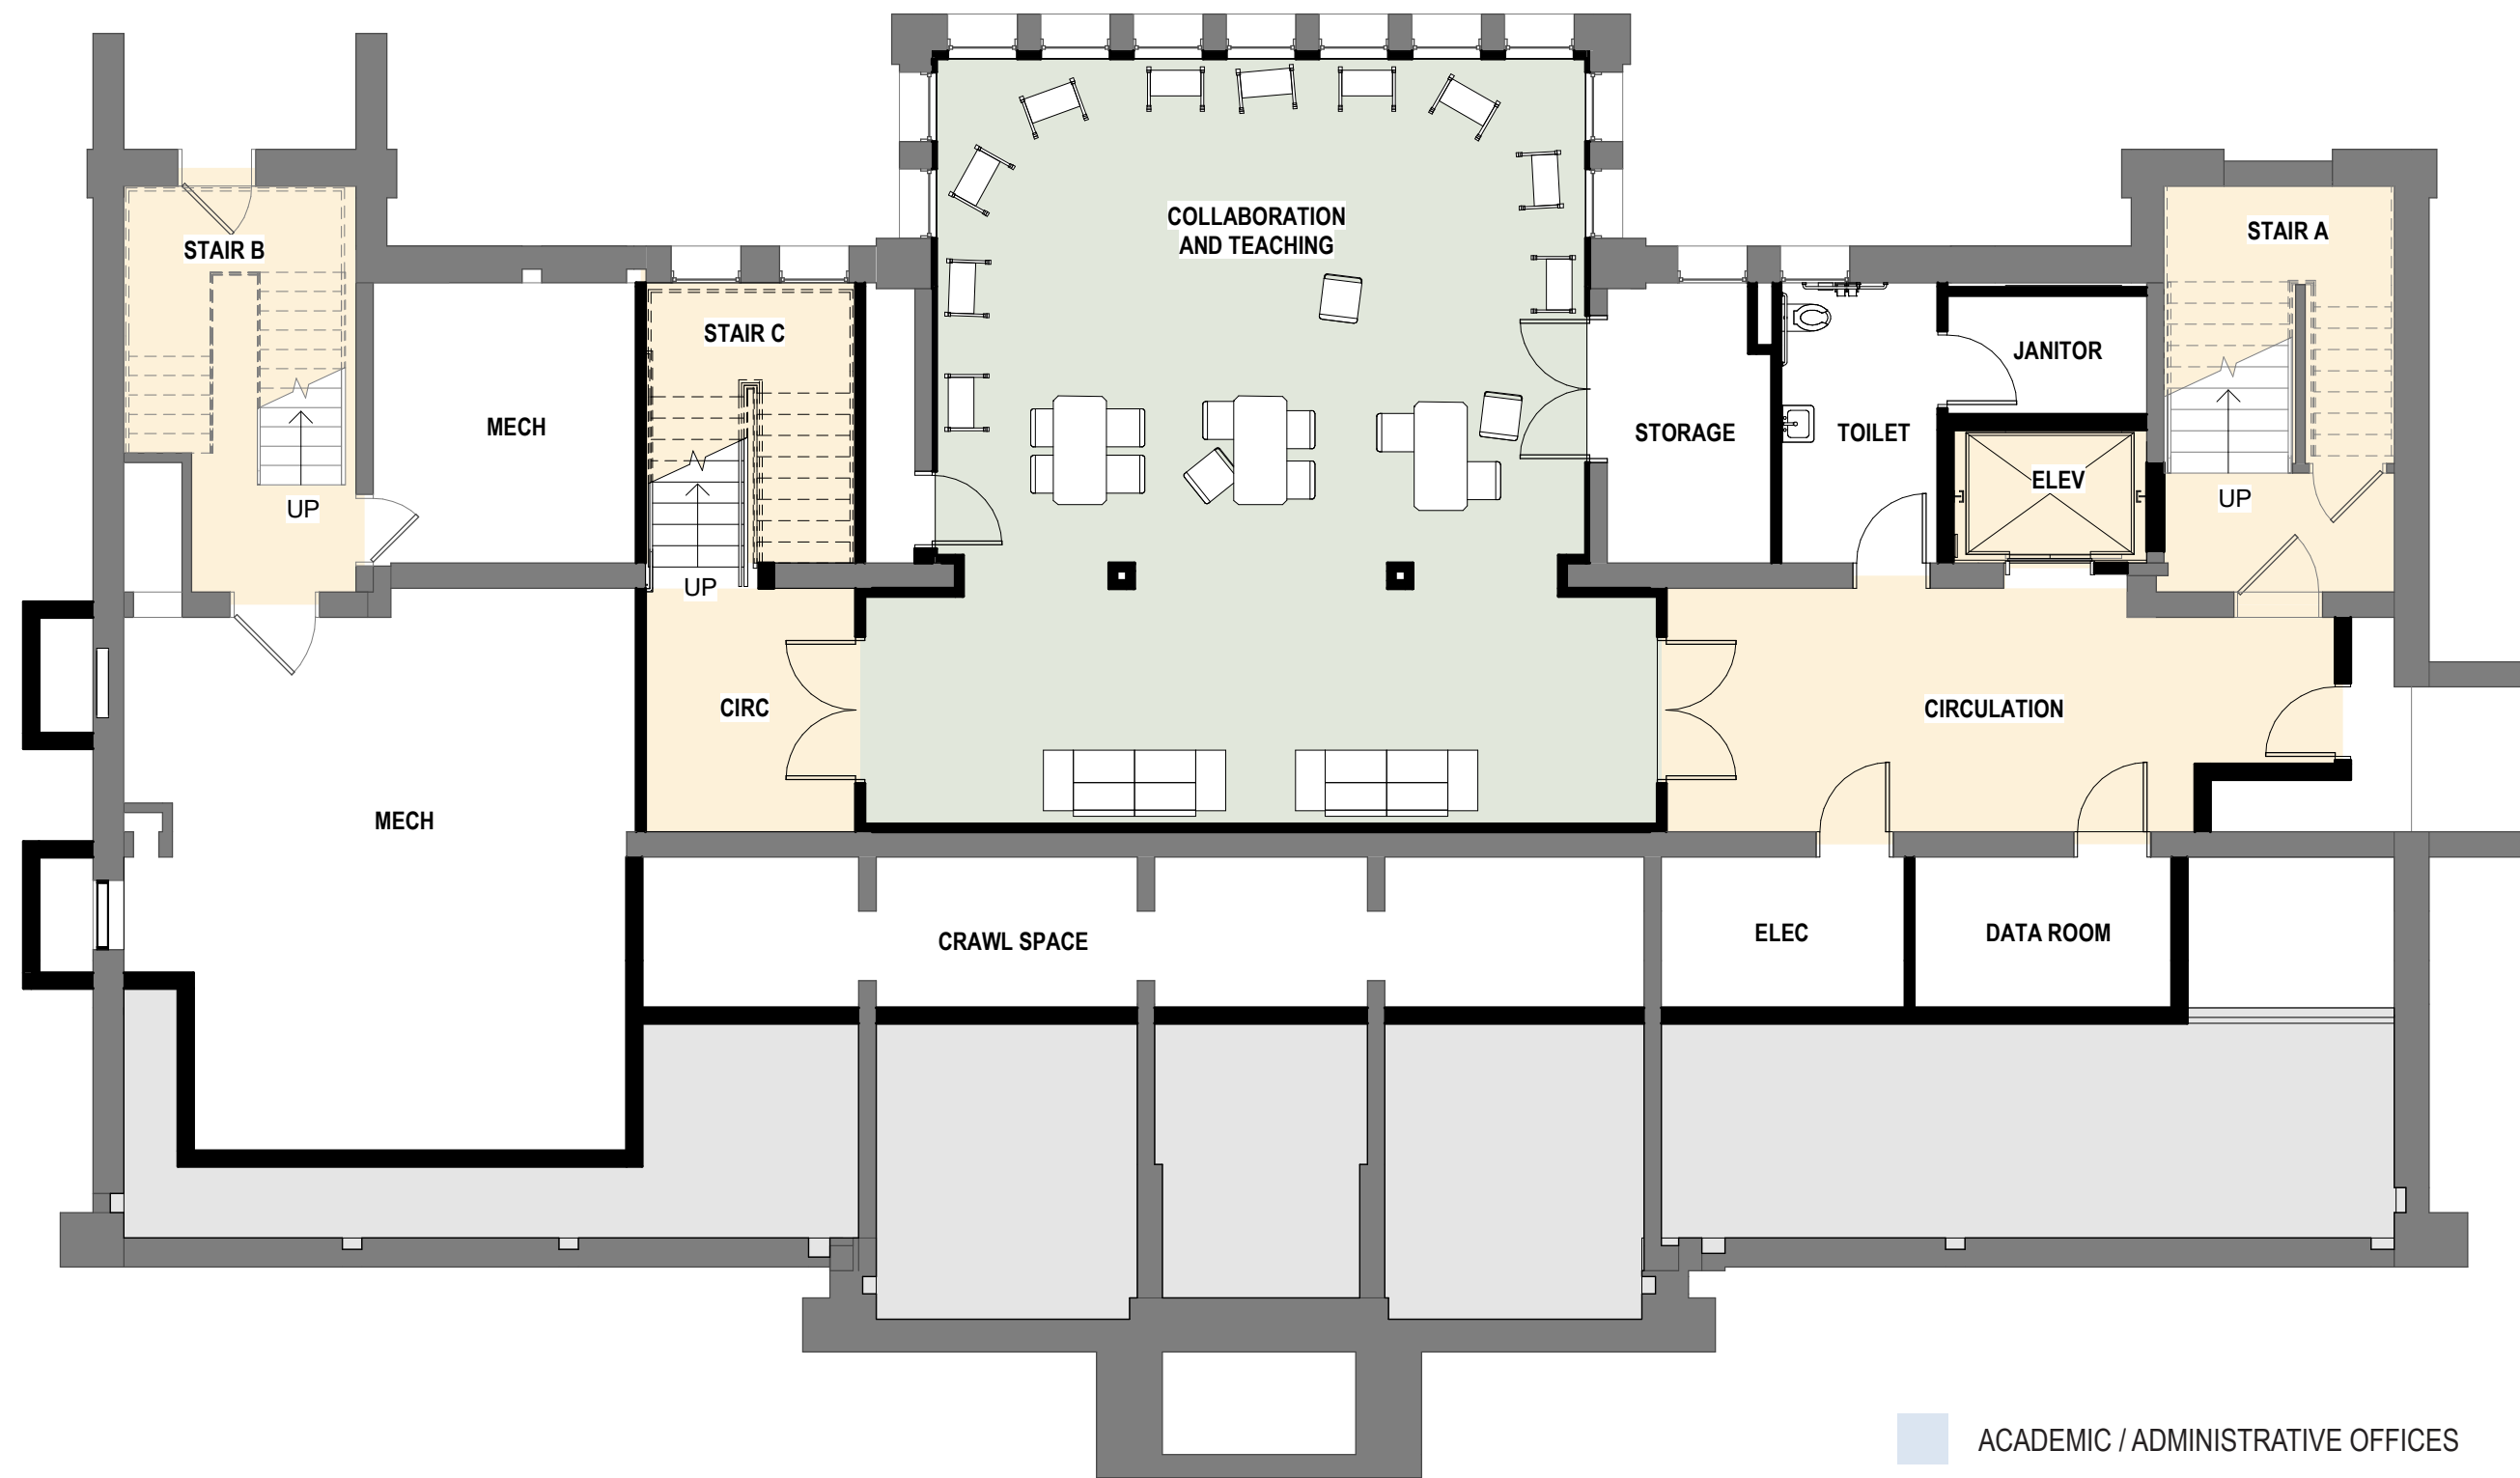 COLLABORATION
AND TEACHING
STAIR B
STAIR A
STAIR C
MECH
STORAGE
TOILET
JANITOR
ELEV
UP
UP
UP
CIRC
CIRCULATION
MECH
CRAWL SPACE
ELEC
DATA ROOM
ACADEMIC / ADMINISTRATIVE OFFICES